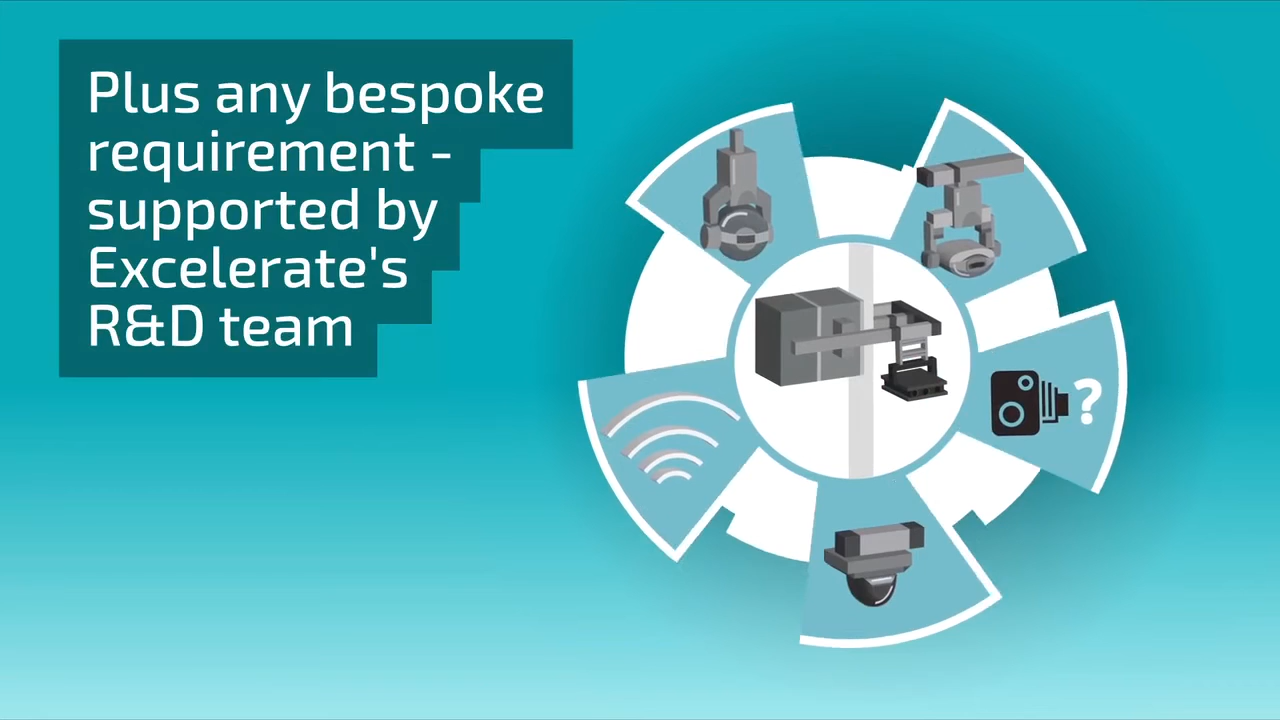 Plus any bespoke
requirement -
supported by
Excelerate's
R&D team
?